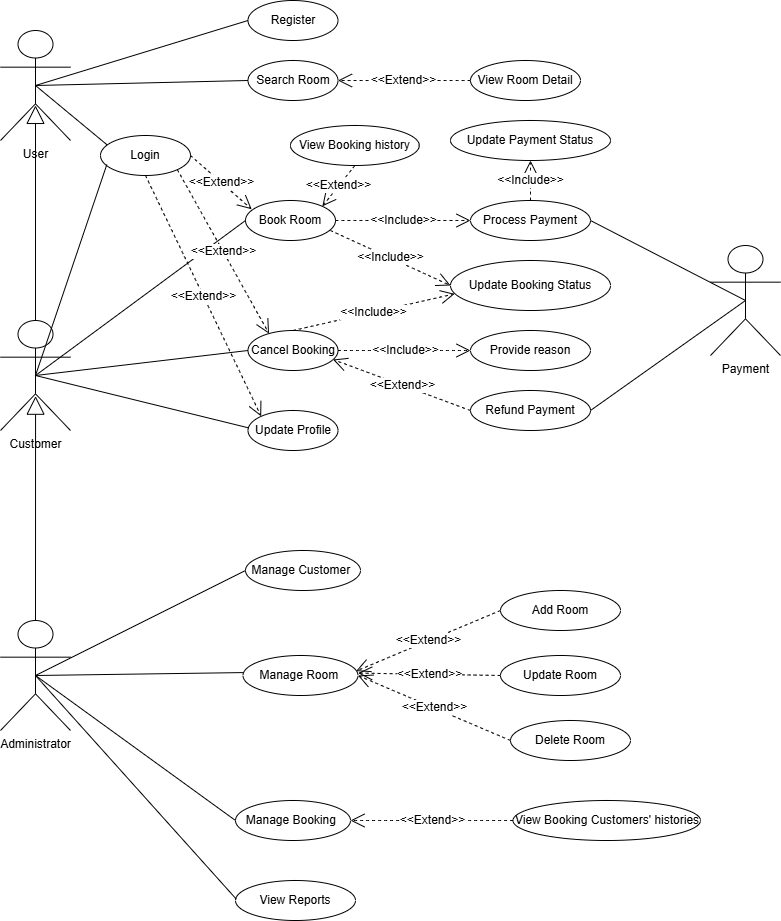 Register
Search Room
<<Extend>>
View Room Detail
User
Login
<<Extend>>
View Booking history
<<Extend>>
Update Payment Status
<<Include>>
Book Room
<<Include>>
Process Payment
<<Extend>>
<<Include>>
Update Booking Status
<<Extend>>
<<Include>>
Cancel Booking
<<Include>>
Provide reason
Payment
<<Extend>>
Refund Payment
Update Profile
Customer
Manage Customer
Add Room
<<Extend>>
Manage Room
<<Extend>>
Update Room
<<Extend>>
Delete Room
Administrator
Manage Booking
<<Extend>>
View Booking Customers' histories
View Reports